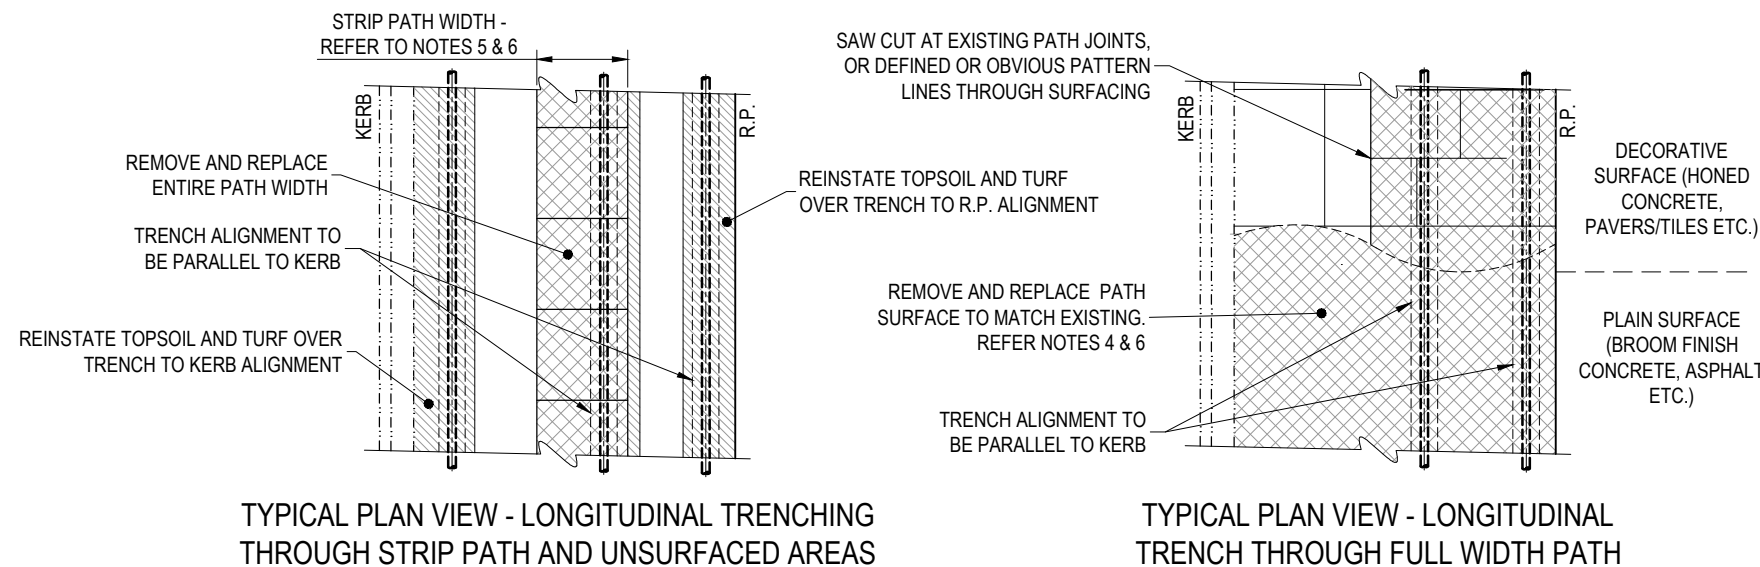 STRIP PATH WIDTH -
REFER TO NOTES 5 & 6
KERB
R.P.
REMOVE AND REPLACE
ENTIRE PATH WIDTH
TRENCH ALIGNMENT TO
BE PARALLEL TO KERB
REINSTATE TOPSOIL AND TURF OVER
TRENCH TO KERB ALIGNMENT
REINSTATE TOPSOIL AND TURF
OVER TRENCH TO R.P. ALIGNMENT
TYPICAL PLAN VIEW - LONGITUDINAL TRENCHING
THROUGH STRIP PATH AND UNSURFACED AREAS
SAW CUT AT EXISTING PATH JOINTS,
OR DEFINED OR OBVIOUS PATTERN
LINES THROUGH SURFACING
KERB
R.P.
DECORATIVE
SURFACE (HONED
CONCRETE,
PAVERS/TILES ETC.)
REMOVE AND REPLACE PATH
SURFACE TO MATCH EXISTING.
REFER NOTES 4 & 6
PLAIN SURFACE
(BROOM FINISH
CONCRETE, ASPHALT
ETC.)
TRENCH ALIGNMENT TO
BE PARALLEL TO KERB
TYPICAL PLAN VIEW - LONGITUDINAL
TRENCH THROUGH FULL WIDTH PATH